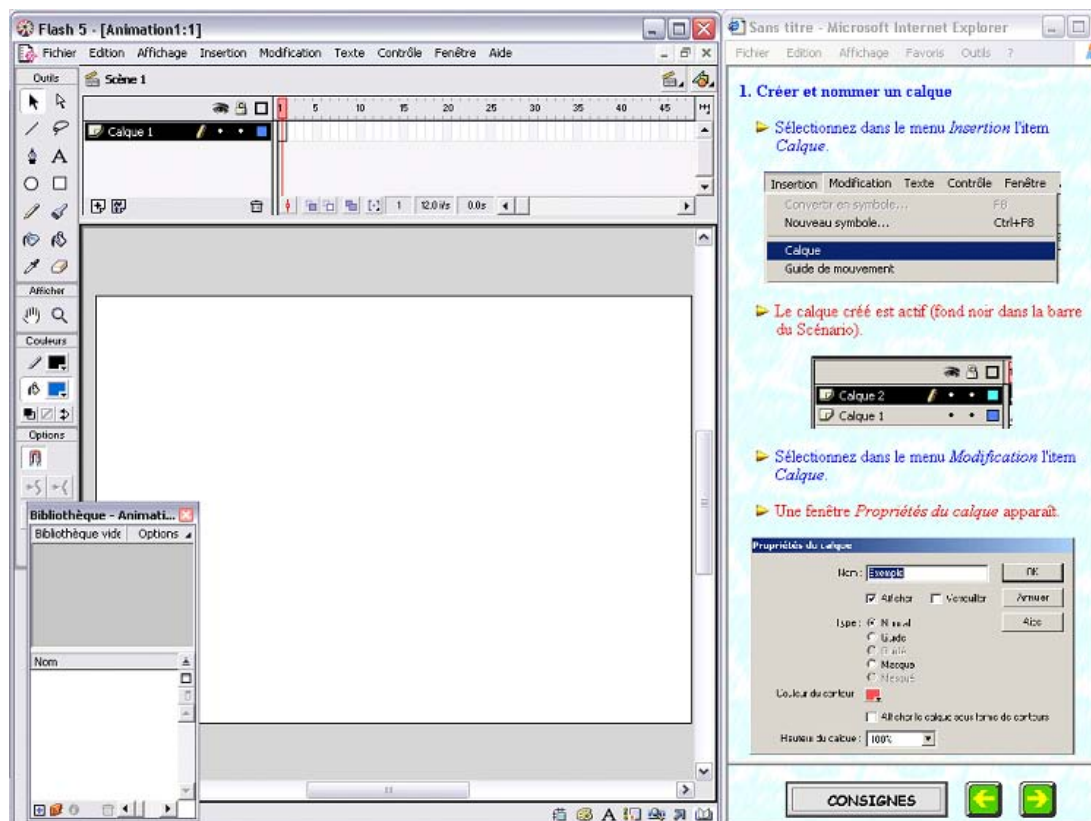 Flash 5 - [Animation1:1]
Fichier Edition Affichage Insertion Modification Texte Contrôle Fenêtre Aide
Outils
Scène 1
1 5 10 15 20 25 30 35 40 45
Calque 1
1 12.0 i/s 0.0s
Afficher
Couleurs
Options
Bibliothèque - Animati...
Bibliothèque vide Options
Nom
Sans titre - Microsoft Internet Explorer
Fichier Edition Affichage Favoris Outils ?
1. Créer et nommer un calque
Sélectionnez dans le menu Insertion l'item
Calque.
Insertion Modification Texte Contrôle Fenêtre
Convertir en symbole... F8
Nouveau symbole... Ctrl+F8
Calque
Guide de mouvement
Le calque créé est actif (fond noir dans la barre
du Scénario).
Calque 2
Calque 1
Sélectionnez dans le menu Modification l'item
Calque.
Une fenêtre Propriétés du calque apparaît.
Propriétés du calque
Nom : Exemple OK
Afficher Verrouiller Annuler
Type : Normal Aide
Guide
Guidé
Masque
Masqué
Couleur du contour
Afficher le calque sous forme de contours
Hauteur du calque : 100%
CONSIGNES